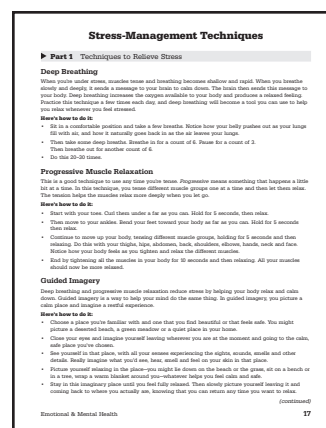 Stress-Management Techniques
▶ Part 1 Techniques to Relieve Stress
Deep Breathing
When you're under stress, muscles tense and breathing becomes shallow and rapid. When you breathe
slowly and deeply, it sends a message to your brain to calm down. The brain then sends this message to
your body. Deep breathing increases the oxygen available to your body and produces a relaxed feeling.
Practice this technique a few times each day, and deep breathing will become a tool you can use to help
you relax whenever you feel stressed.
Here's how to do it:
• Sit in a comfortable position and take a few breaths. Notice how your belly pushes out as your lungs
fill with air, and how it naturally goes back in as the air leaves your lungs.
• Then take some deep breaths. Breathe in for a count of 6. Pause for a count of 3.
Then breathe out for another count of 6.
• Do this 20–30 times.
Progressive Muscle Relaxation
This is a good technique to use any time you're tense. Progressive means something that happens a little
bit at a time. In this technique, you tense different muscle groups one at a time and then let them relax.
The tension helps the muscles relax more deeply when you let go.
Here's how to do it:
• Start with your toes. Curl them under as far as you can. Hold for 5 seconds, then relax.
• Then move to your ankles. Bend your feet toward your body as far as you can. Hold for 5 seconds
then relax.
• Continue to move up your body, tensing different muscle groups, holding for 5 seconds and then
relaxing. Do this with your thighs, hips, abdomen, back, shoulders, elbows, hands, neck and face.
Notice how your body feels as you tighten and relax the different muscles.
• End by tightening all the muscles in your body for 10 seconds and then relaxing. All your muscles
should now be more relaxed.
Guided Imagery
Deep breathing and progressive muscle relaxation reduce stress by helping your body relax and calm
down. Guided imagery is a way to help your mind do the same thing. In guided imagery, you picture a
calm place and imagine a restful experience.
Here's how to do it:
• Choose a place you're familiar with and one that you find beautiful or that feels safe. You might
picture a deserted beach, a green meadow or a quiet place in your home.
• Close your eyes and imagine yourself leaving wherever you are at the moment and going to the calm,
safe place you've chosen.
• See yourself in that place, with all your senses experiencing the sights, sounds, smells and other
details. Really imagine what you'd see, hear, smell and feel on your skin in that place.
• Picture yourself relaxing in the place—you might lie down on the beach or the grass, sit on a bench or
in a tree, wrap a warm blanket around you—whatever helps you feel calm and safe.
• Stay in this imaginary place until you feel fully relaxed. Then slowly picture yourself leaving it and
coming back to where you actually are, knowing that you can return any time you want to relax.
(continued)
Emotional & Mental Health 17